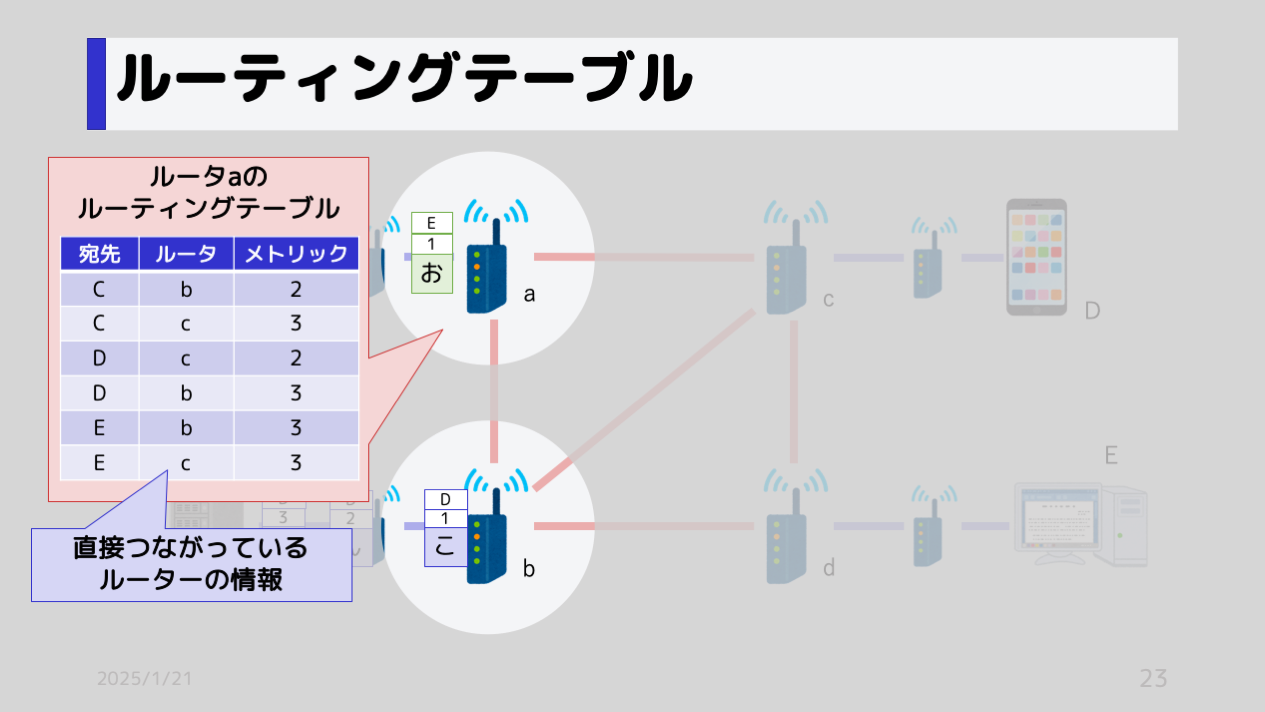 ルーティングテーブル
ルータaの
ルーティングテーブル
宛先 ルータ メトリック
C b 2
C c 3
D c 2
D b 3
E b 3
E c 3
直接つながっている
ルーターの情報
E
1
お
a
c
D
D
1
こ
b
d
E
3
2
2025/1/21
23